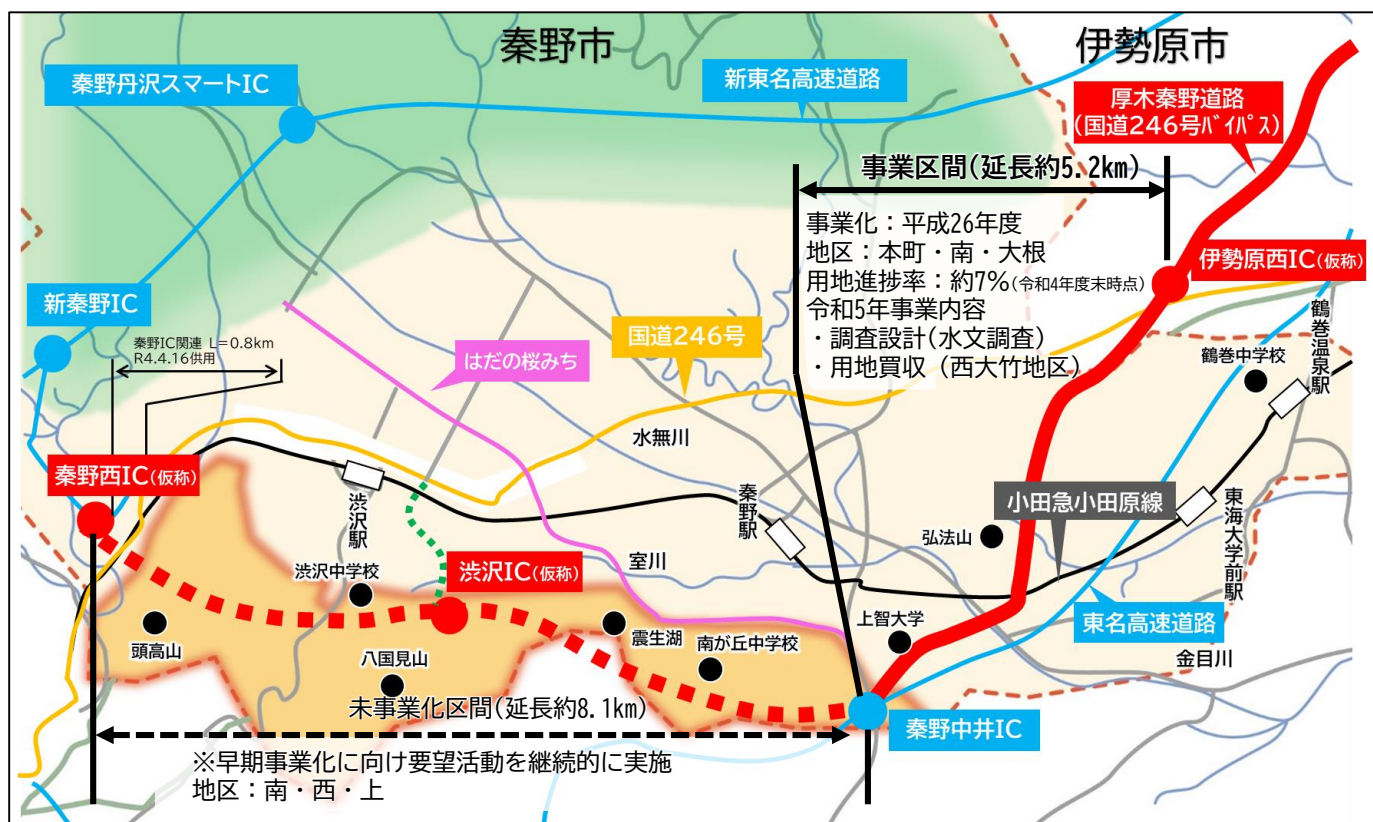 秦野市
伊勢原市
秦野丹沢スマートIC
新東名高速道路
厚木秦野道路
(国道246号バイパス)
事業区間(延長約5.2km)
事業化：平成26年度
地区：本町・南・大根
用地進捗率：約7%(令和4年度末時点)
令和5年事業内容
・調査設計(水文調査)
・用地買収（西大竹地区）
伊勢原西IC(仮称)
新秦野IC
秦野IC関連 L=0.8km
R4.4.16供用
はだの桜みち
国道246号
鶴巻中学校
鶴巻温泉駅
水無川
秦野西IC(仮称)
渋沢駅
秦野駅
小田急小田原線
弘法山
東海大学前駅
渋沢中学校
渋沢IC(仮称)
室川
上智大学
東名高速道路
頭高山
八国見山
震生湖
南が丘中学校
金目川
未事業化区間(延長約8.1km)
秦野中井IC
※早期事業化に向け要望活動を継続的に実施
地区：南・西・上